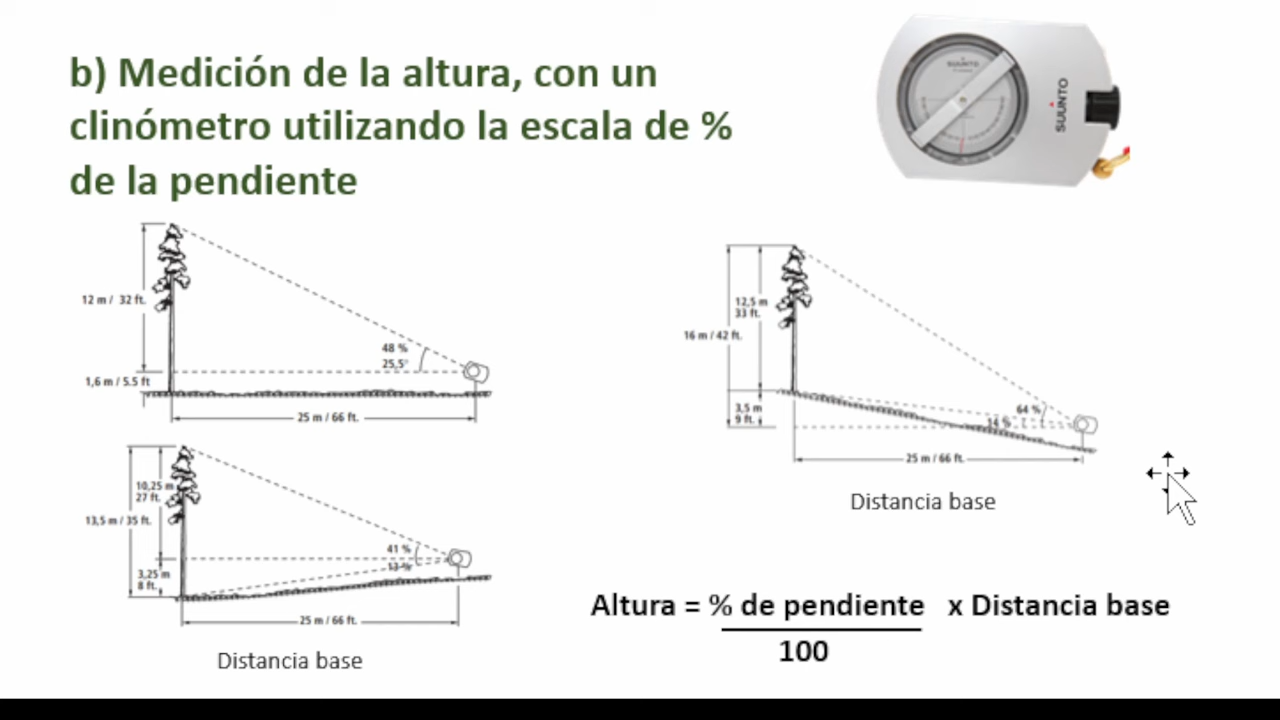 b) Medición de la altura, con un
clinómetro utilizando la escala de %
de la pendiente
SUUNTO
SUUNTO
12 m / 32 ft.
48 %
25,5°
1,6 m / 5.5 ft
25 m / 66 ft.
12,5 m
33 ft.
16 m / 42 ft.
64 %
3,5 m
9 ft.
14 %
25 m / 66 ft.
Distancia base
10,25 m
27 ft.
13,5 m / 35 ft.
41 %
13 %
3,25 m
8 ft.
25 m / 66 ft.
Distancia base
Altura = % de pendiente x Distancia base
100